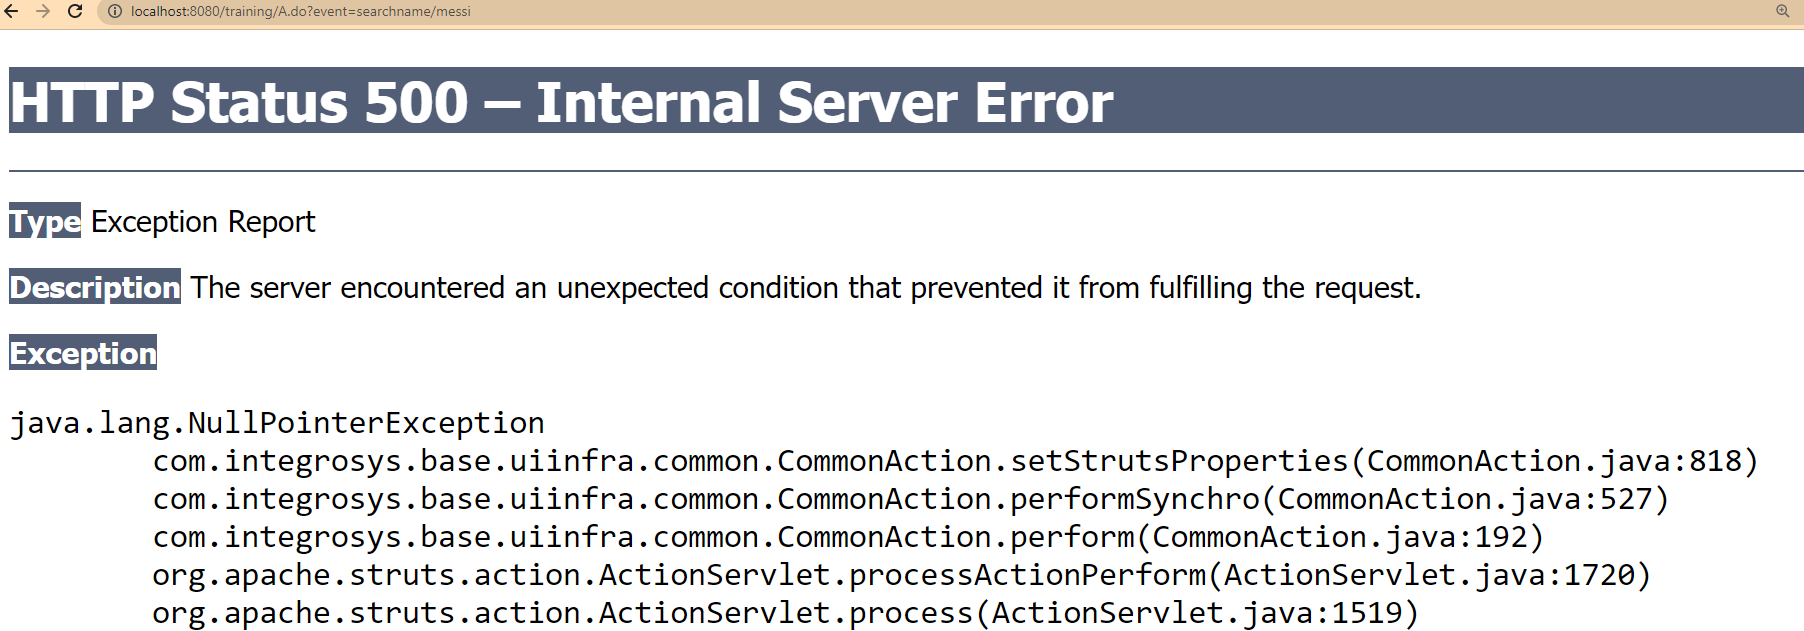 localhost:8080/training/A.do?event=searchname/messi
HTTP Status 500 – Internal Server Error
Type Exception Report
Description The server encountered an unexpected condition that prevented it from fulfilling the request.
Exception
java.lang.NullPointerException
com.integrosys.base.uiinfra.common.CommonAction.setStrutsProperties(CommonAction.java:818)
com.integrosys.base.uiinfra.common.CommonAction.performSynchro(CommonAction.java:527)
com.integrosys.base.uiinfra.common.CommonAction.perform(CommonAction.java:192)
org.apache.struts.action.ActionServlet.processActionPerform(ActionServlet.java:1720)
org.apache.struts.action.ActionServlet.process(ActionServlet.java:1519)